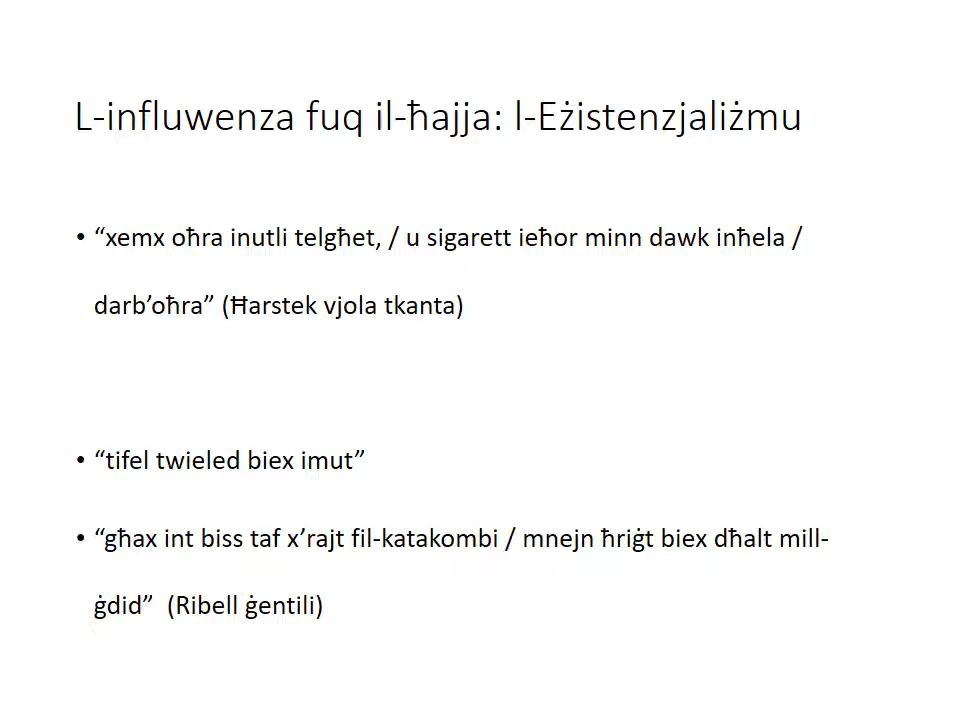 L-influwenza fuq il-ħajja: l-Eżistenzjaliżmu
• “xemx oħra inutli telgħet, / u sigarett ieħor minn dawk inħela /
darb’oħra” (Ħarstek vjola tkanta)
• “tifel twieled biex imut”
• “għax int biss taf x’rajt fil-katakombi / mnejn ħriġt biex dħalt mill-
ġdid” (Ribell ġentili)